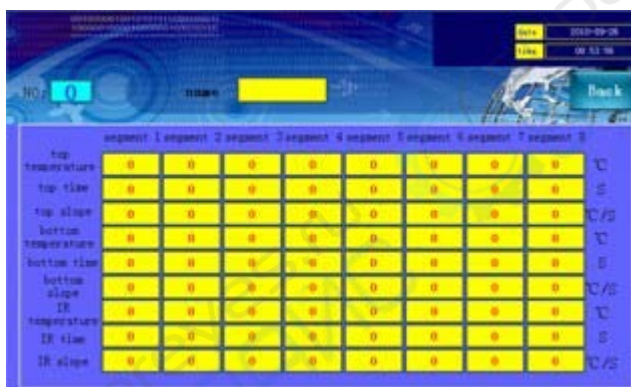 date 2010-09-28
time
NO: 0 name Back
segment 1 segment 2 segment 3 segment 4 segment 5 segment 6 segment 7 segment 8
top temperature 0 0 0 0 0 0 0 0 ℃
top time 0 0 0 0 0 0 0 0 S
top slope 0 0 0 0 0 0 0 0 ℃/S
bottom temperature 0 0 0 0 0 0 0 0 ℃
bottom time 0 0 0 0 0 0 0 0 S
bottom slope 0 0 0 0 0 0 0 0 ℃/S
IR temperature 0 0 0 0 0 0 0 0 ℃
IR time 0 0 0 0 0 0 0 0 S
IR slope 0 0 0 0 0 0 0 0 ℃/S